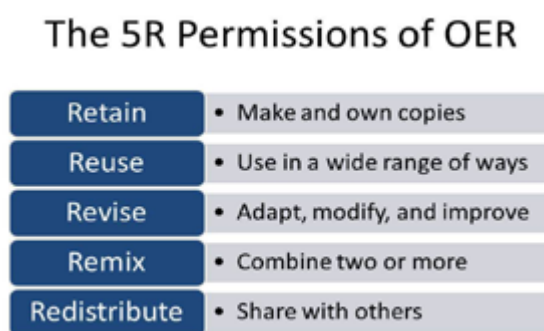 The 5R Permissions of OER
Retain • Make and own copies
Reuse • Use in a wide range of ways
Revise • Adapt, modify, and improve
Remix • Combine two or more
Redistribute • Share with others